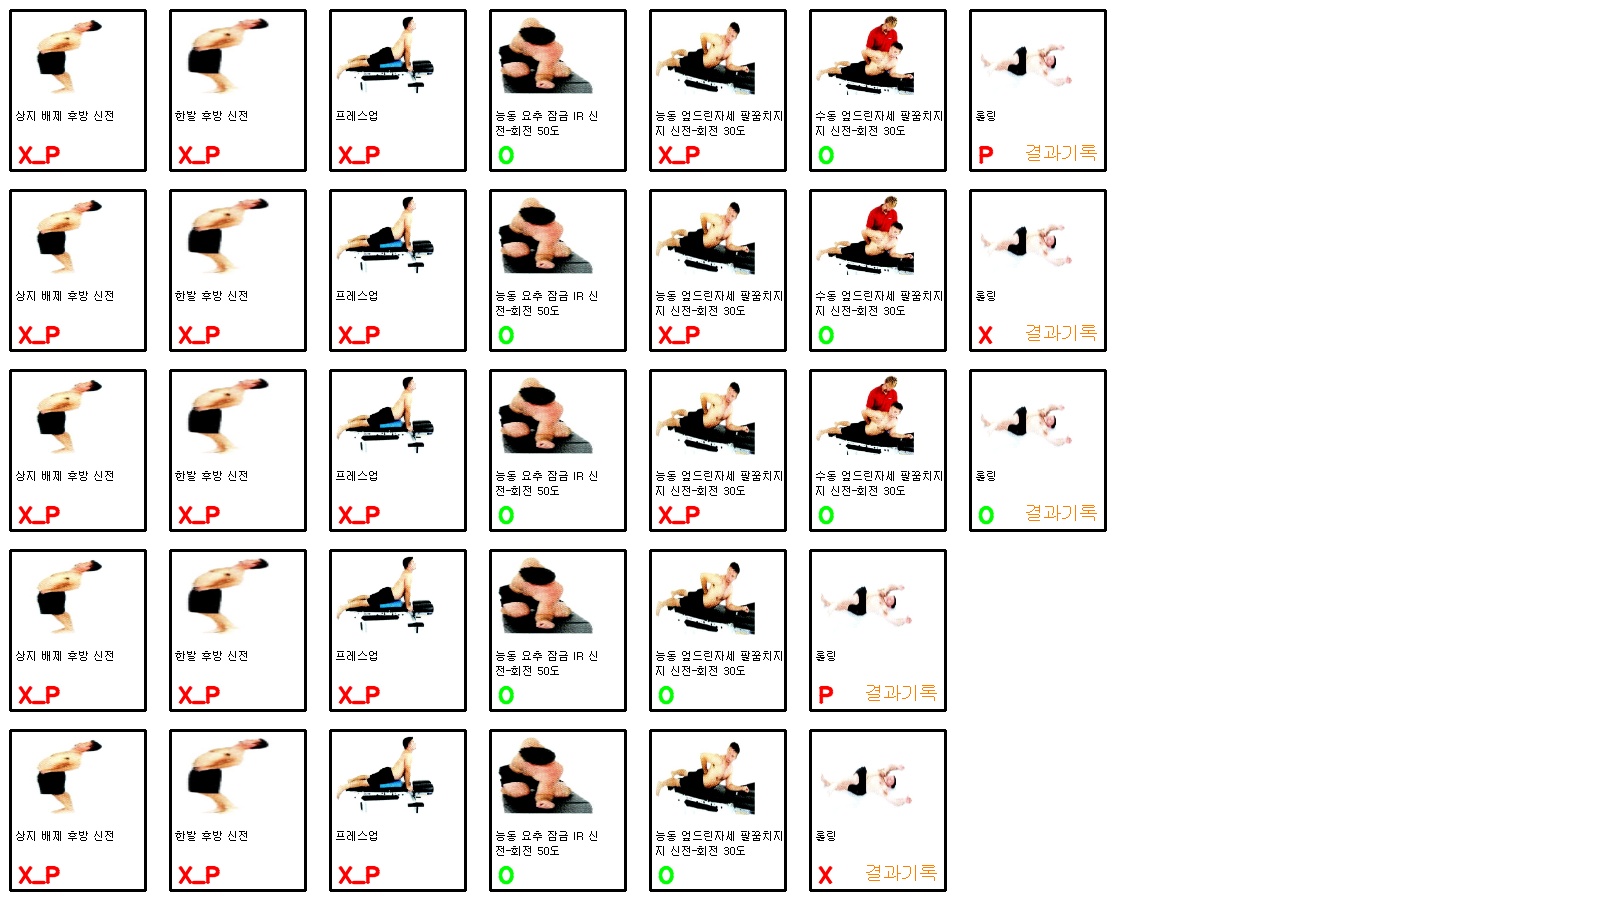 상지 배제 후방 신전
X_P
한발 후방 신전
X_P
프레스업
X_P
능동 요추 잠금 IR 신
전-회전 50도
O
능동 엎드린자세 팔꿈치지
지 신전-회전 30도
X_P
수동 엎드린자세 팔꿈치지
지 신전-회전 30도
O
롤링
P 결과기록
상지 배제 후방 신전
X_P
한발 후방 신전
X_P
프레스업
X_P
능동 요추 잠금 IR 신
전-회전 50도
O
능동 엎드린자세 팔꿈치지
지 신전-회전 30도
X_P
수동 엎드린자세 팔꿈치지
지 신전-회전 30도
O
롤링
X 결과기록
상지 배제 후방 신전
X_P
한발 후방 신전
X_P
프레스업
X_P
능동 요추 잠금 IR 신
전-회전 50도
O
능동 엎드린자세 팔꿈치지
지 신전-회전 30도
X_P
수동 엎드린자세 팔꿈치지
지 신전-회전 30도
O
롤링
O 결과기록
상지 배제 후방 신전
X_P
한발 후방 신전
X_P
프레스업
X_P
능동 요추 잠금 IR 신
전-회전 50도
O
능동 엎드린자세 팔꿈치지
지 신전-회전 30도
O
롤링
P 결과기록
상지 배제 후방 신전
X_P
한발 후방 신전
X_P
프레스업
X_P
능동 요추 잠금 IR 신
전-회전 50도
O
능동 엎드린자세 팔꿈치지
지 신전-회전 30도
O
롤링
X 결과기록